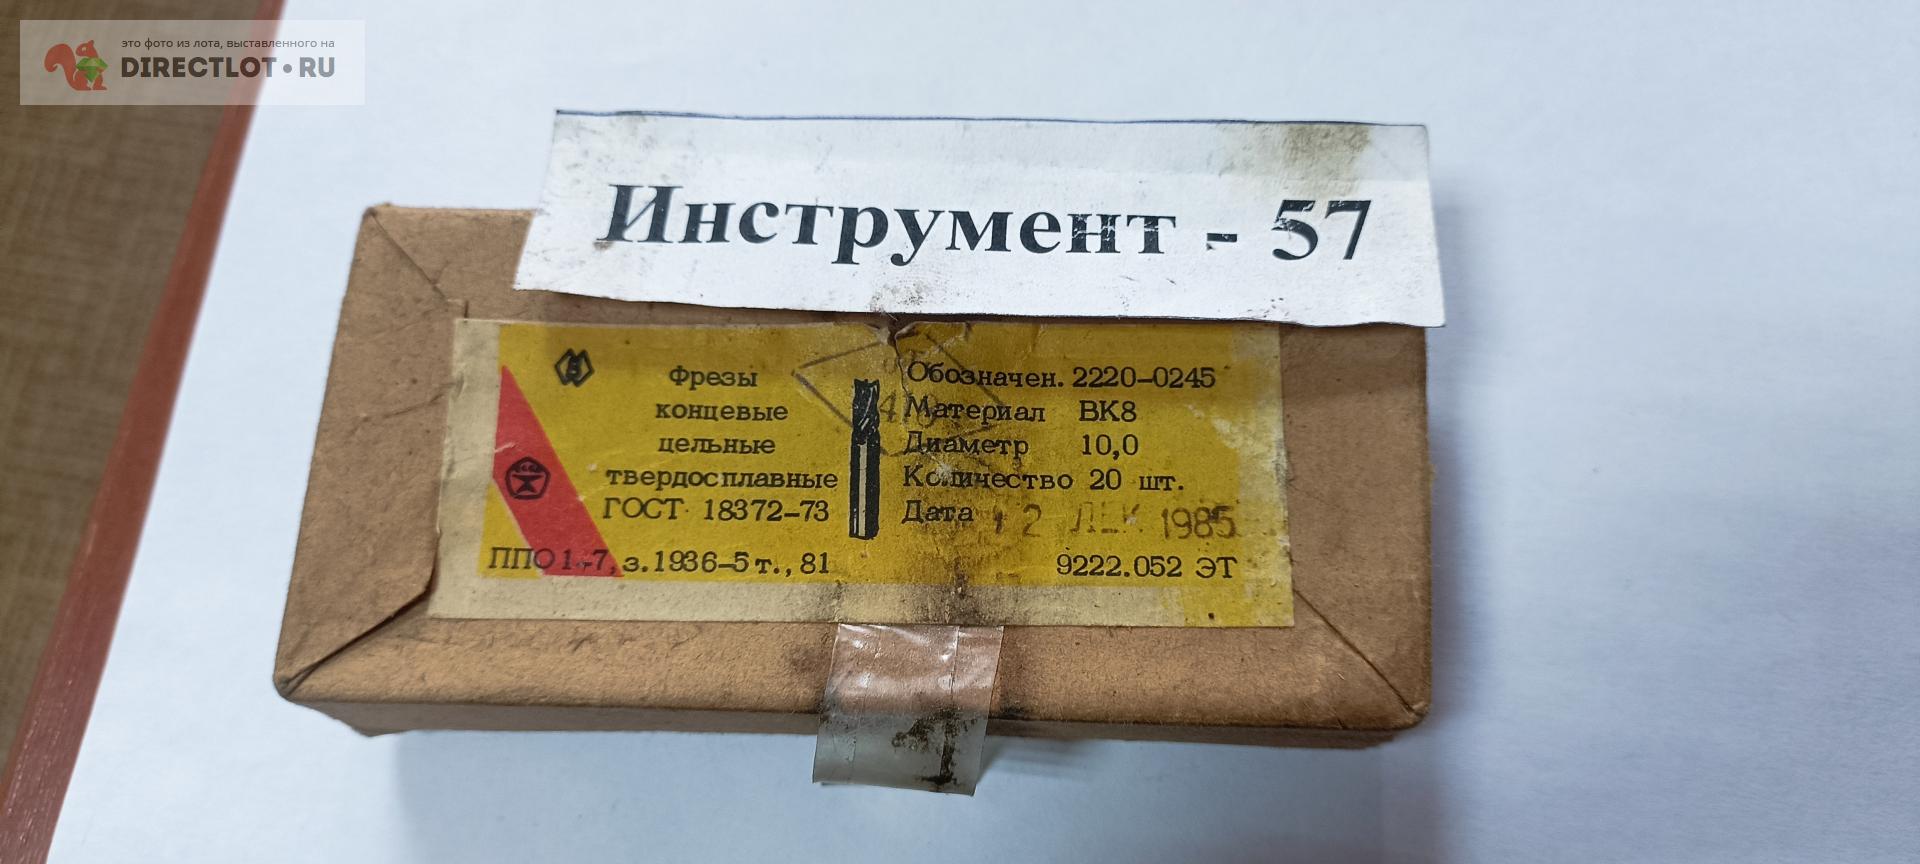 это фото из лота, выставленного на
DIRECTLOT•RU
Инструмент - 57
Фрезы
концевые
цельные
твердосплавные
ГОСТ 18372-73
ППО 1-7, з.1936-5 т., 81
Обозначен. 2220-0245
Материал ВК8
Диаметр 10,0
Количество 20 шт.
Дата 12 ДЕК 1985
9222.052 ЭТ